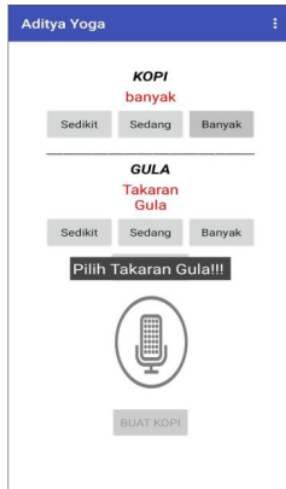 Aditya Yoga
KOPI
banyak
Sedikit Sedang Banyak
GULA
Takaran
Gula
Sedikit Sedang Banyak
Pilih Takaran Gula!!!
BUAT KOPI